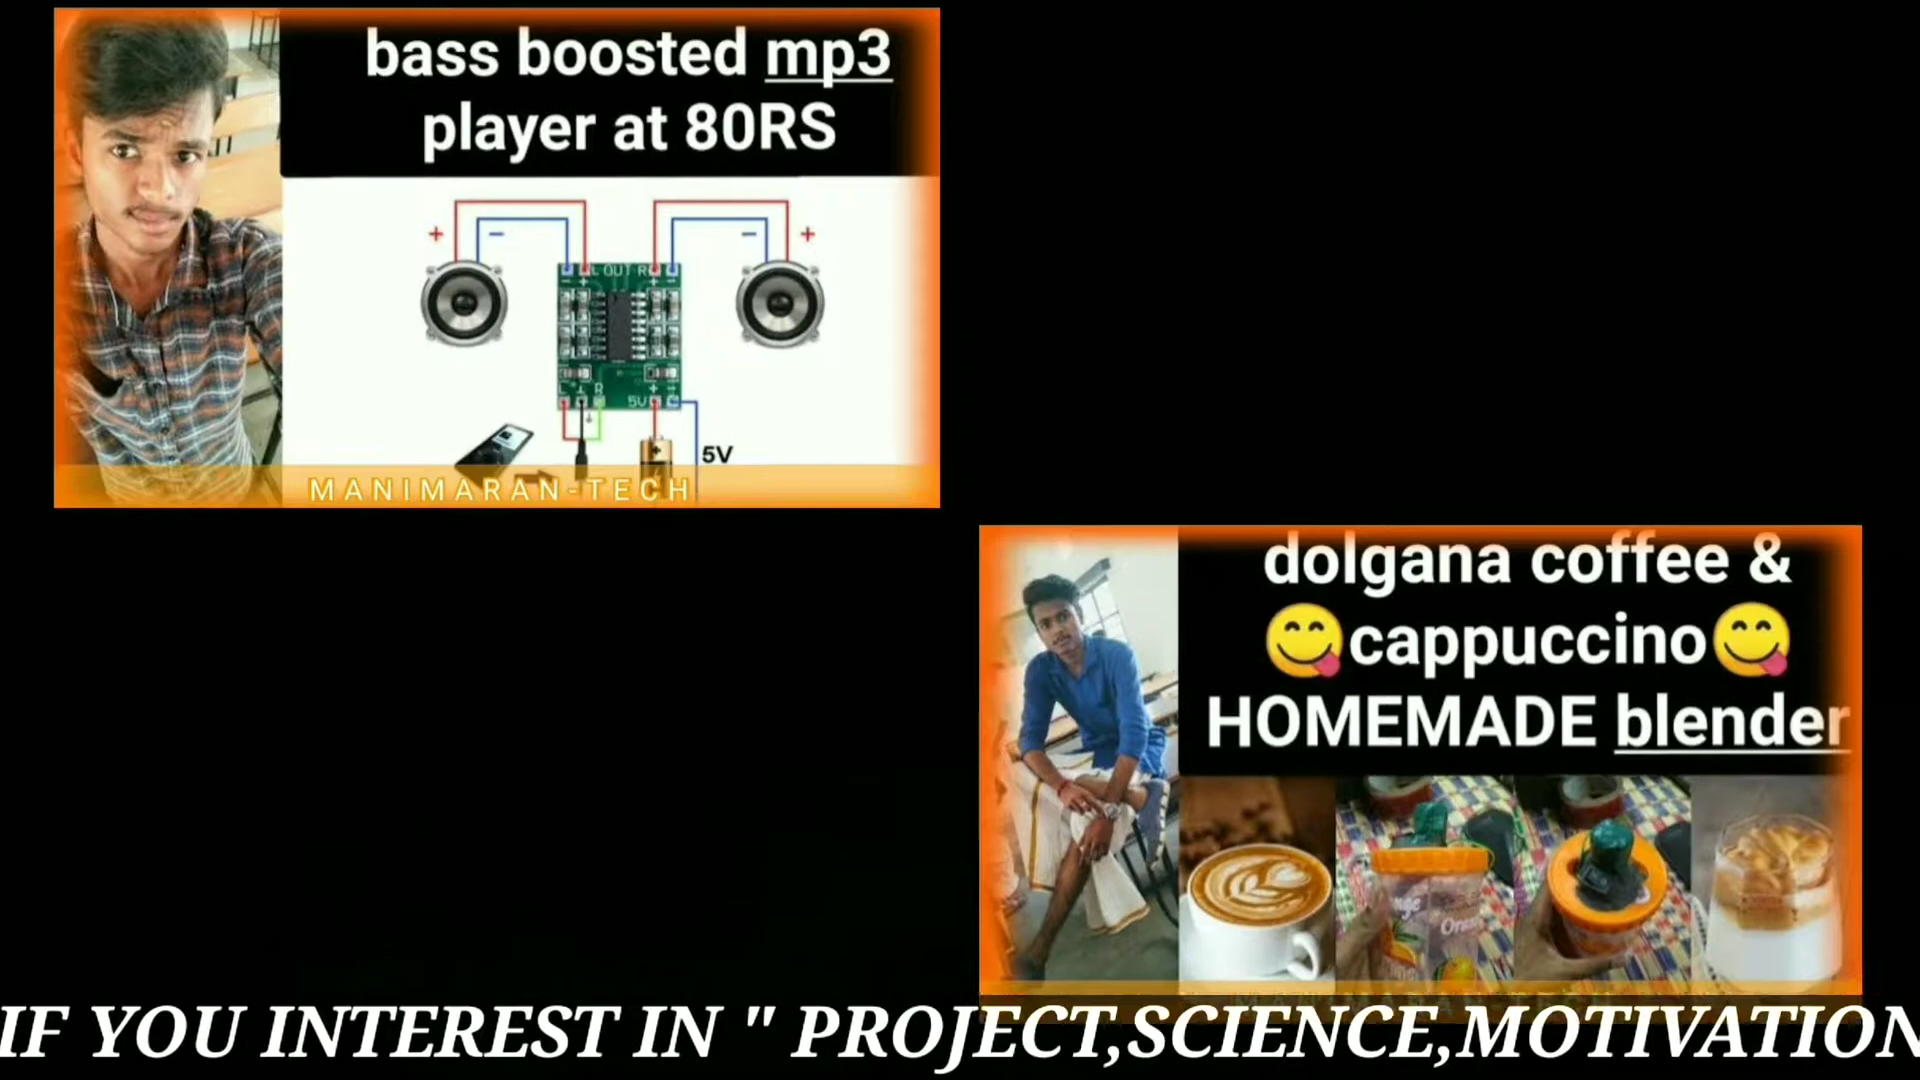 bass boosted mp3
player at 80RS
+ − − +
L OUT R
− + + −
L ⊥ R 5V + −
+
5V
MANIMARAN-TECH
dolgana coffee &
😋cappuccino😋
HOMEMADE blender
IF YOU INTEREST IN " PROJECT,SCIENCE,MOTIVATION